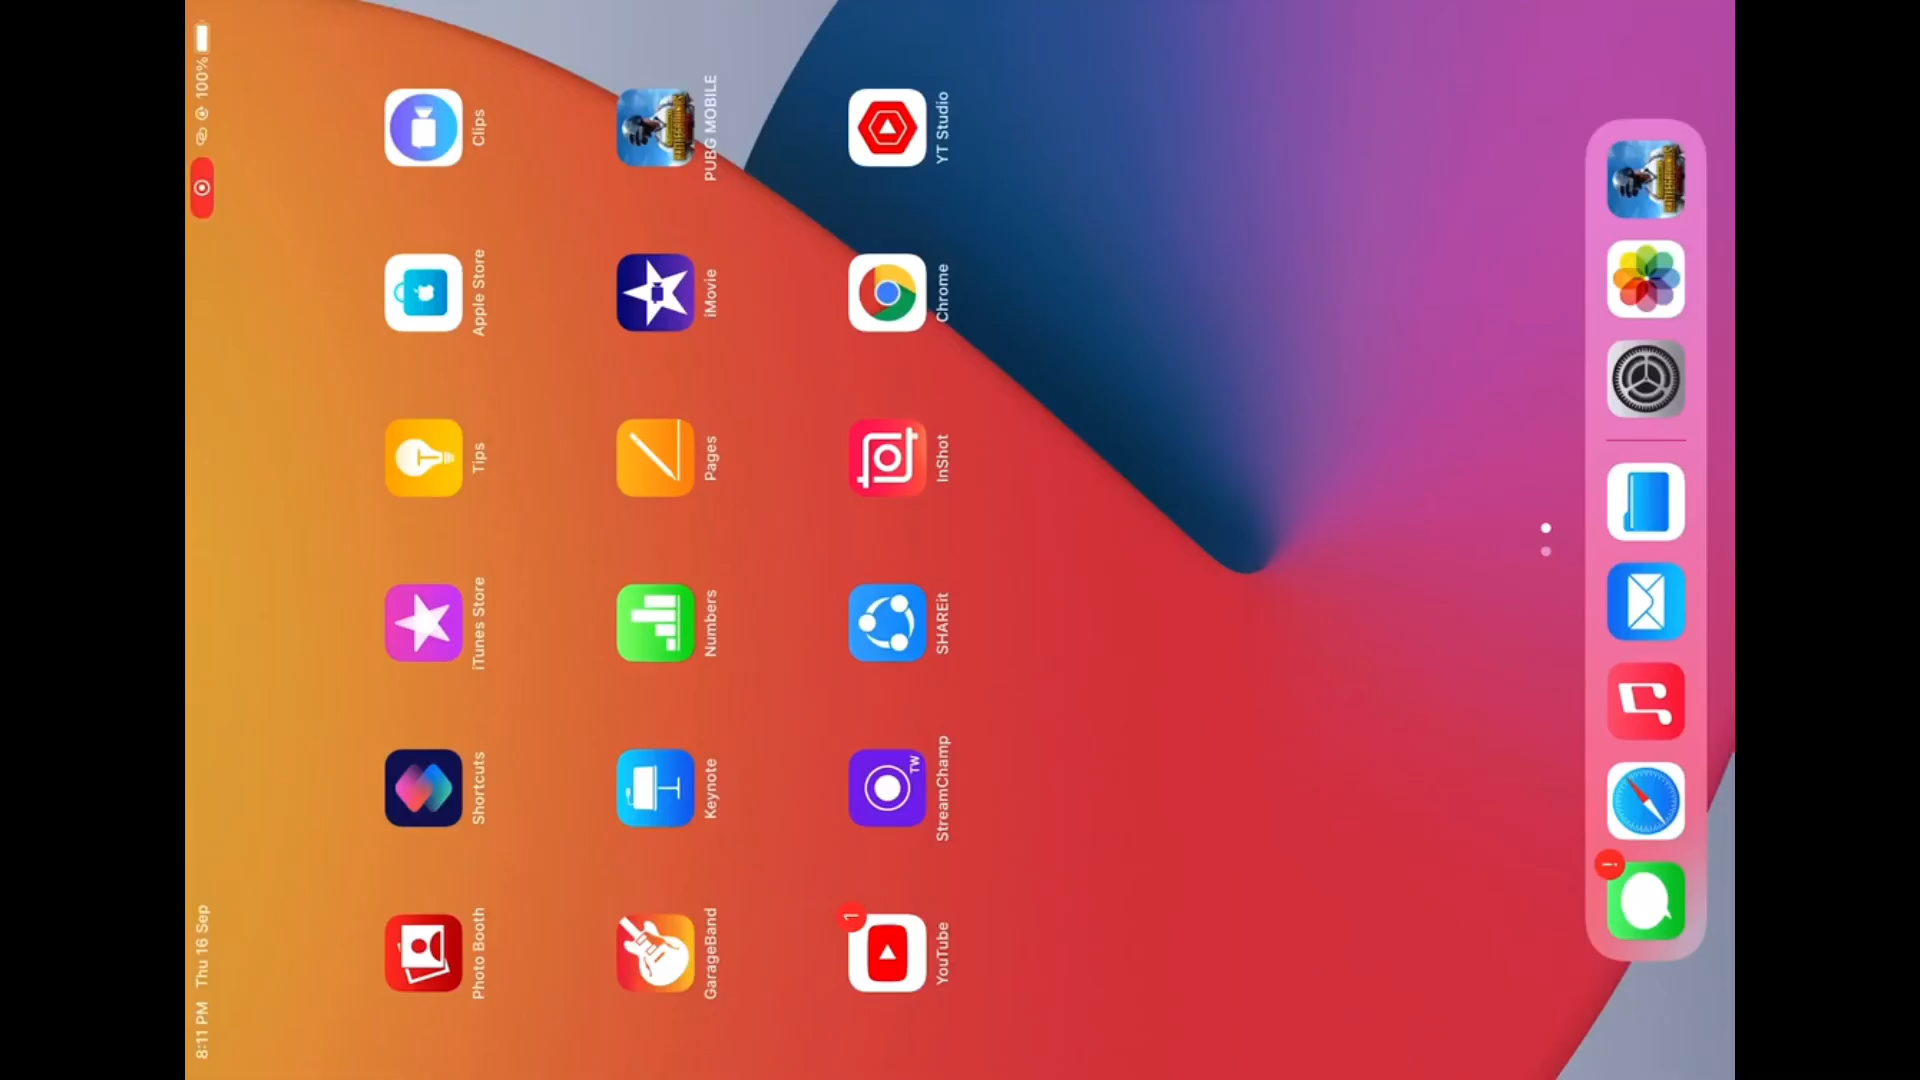 8:11 PM Thu 16 Sep
100%
Photo Booth
Shortcuts
iTunes Store
Tips
Apple Store
Clips
GarageBand
Keynote
Numbers
Pages
iMovie
PUBG MOBILE
1
YouTube
TW
StreamChamp
SHAREit
InShot
Chrome
YT Studio
!